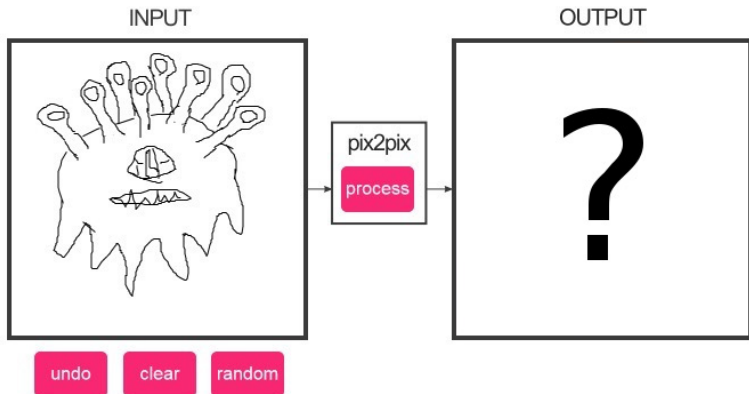 INPUT
OUTPUT
pix2pix
process
?
undo clear random